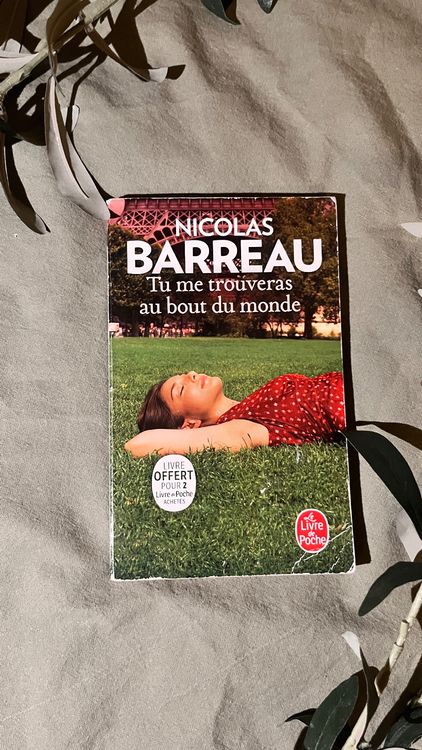 NICOLAS
BARREAU
Tu me trouveras
au bout du monde
LIVRE
OFFERT
POUR 2
Livre de Poche
ACHETÉS
Le
Livre
de
Poche